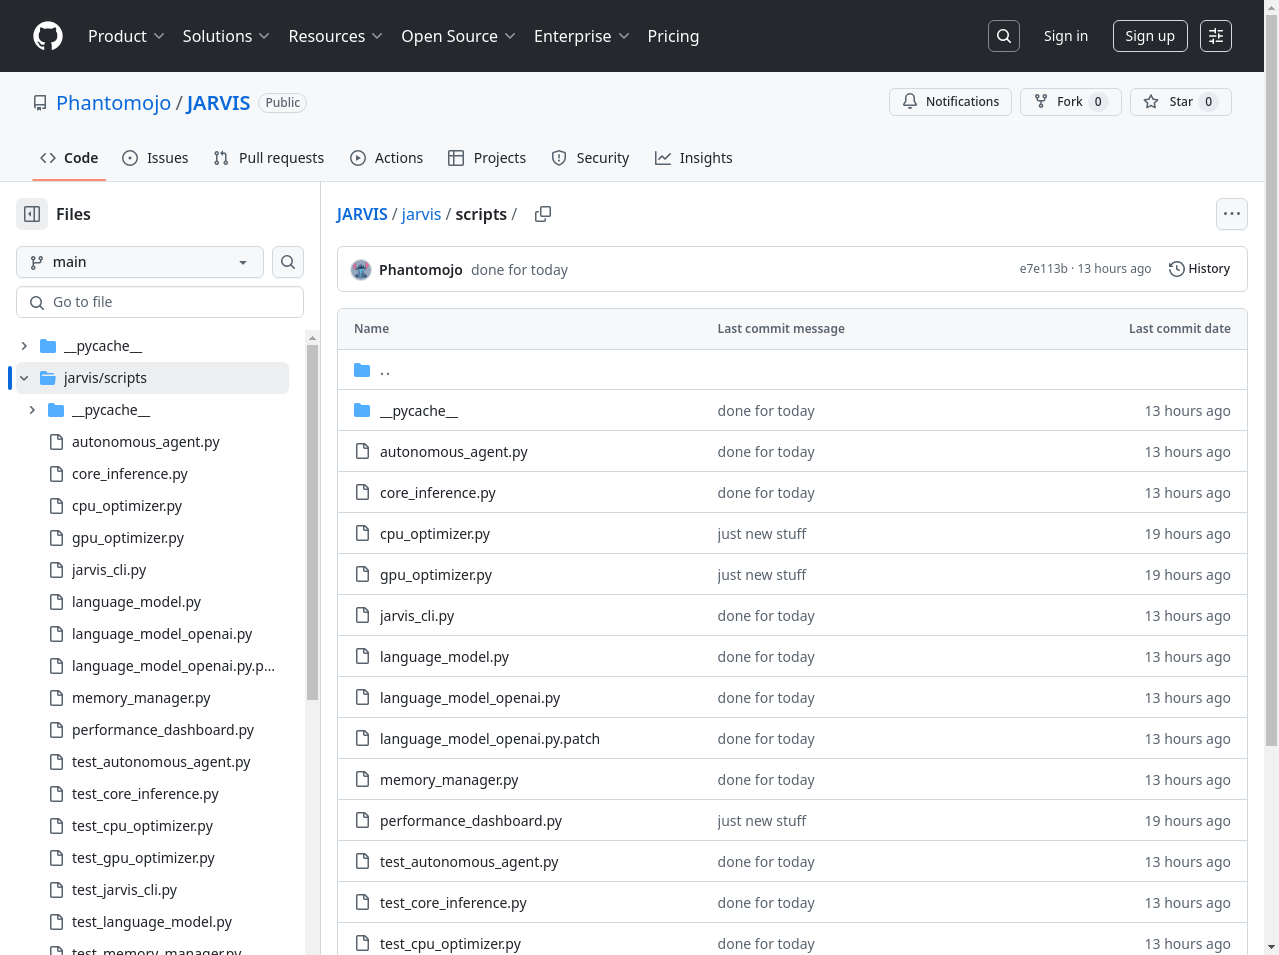 Product Solutions Resources Open Source Enterprise Pricing Sign in Sign up
Phantomojo / JARVIS Public Notifications Fork 0 Star 0
Code Issues Pull requests Actions Projects Security Insights
Files
main
Go to file
__pycache__
jarvis/scripts
__pycache__
autonomous_agent.py
core_inference.py
cpu_optimizer.py
gpu_optimizer.py
jarvis_cli.py
language_model.py
language_model_openai.py
language_model_openai.py.p...
memory_manager.py
performance_dashboard.py
test_autonomous_agent.py
test_core_inference.py
test_cpu_optimizer.py
test_gpu_optimizer.py
test_jarvis_cli.py
test_language_model.py
test_memory_manager.py
JARVIS / jarvis / scripts /
Phantomojo done for today e7e113b · 13 hours ago History
Name Last commit message Last commit date
..
__pycache__ done for today 13 hours ago
autonomous_agent.py done for today 13 hours ago
core_inference.py done for today 13 hours ago
cpu_optimizer.py just new stuff 19 hours ago
gpu_optimizer.py just new stuff 19 hours ago
jarvis_cli.py done for today 13 hours ago
language_model.py done for today 13 hours ago
language_model_openai.py done for today 13 hours ago
language_model_openai.py.patch done for today 13 hours ago
memory_manager.py done for today 13 hours ago
performance_dashboard.py just new stuff 19 hours ago
test_autonomous_agent.py done for today 13 hours ago
test_core_inference.py done for today 13 hours ago
test_cpu_optimizer.py done for today 13 hours ago